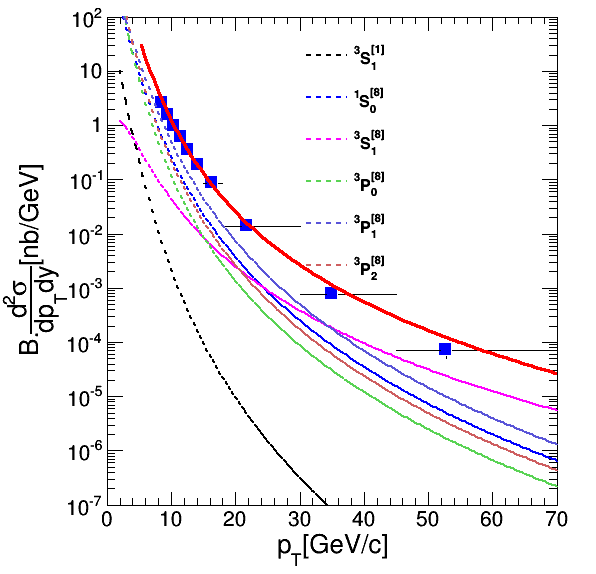 10²
10
1
10⁻¹
10⁻²
10⁻³
10⁻⁴
10⁻⁵
10⁻⁶
10⁻⁷
B.d²σ/dp_Tdy[nb/GeV]
³S₁^[1]
¹S₀^[8]
³S₁^[8]
³P₀^[8]
³P₁^[8]
³P₂^[8]
0 10 20 30 40 50 60 70
p_T[GeV/c]